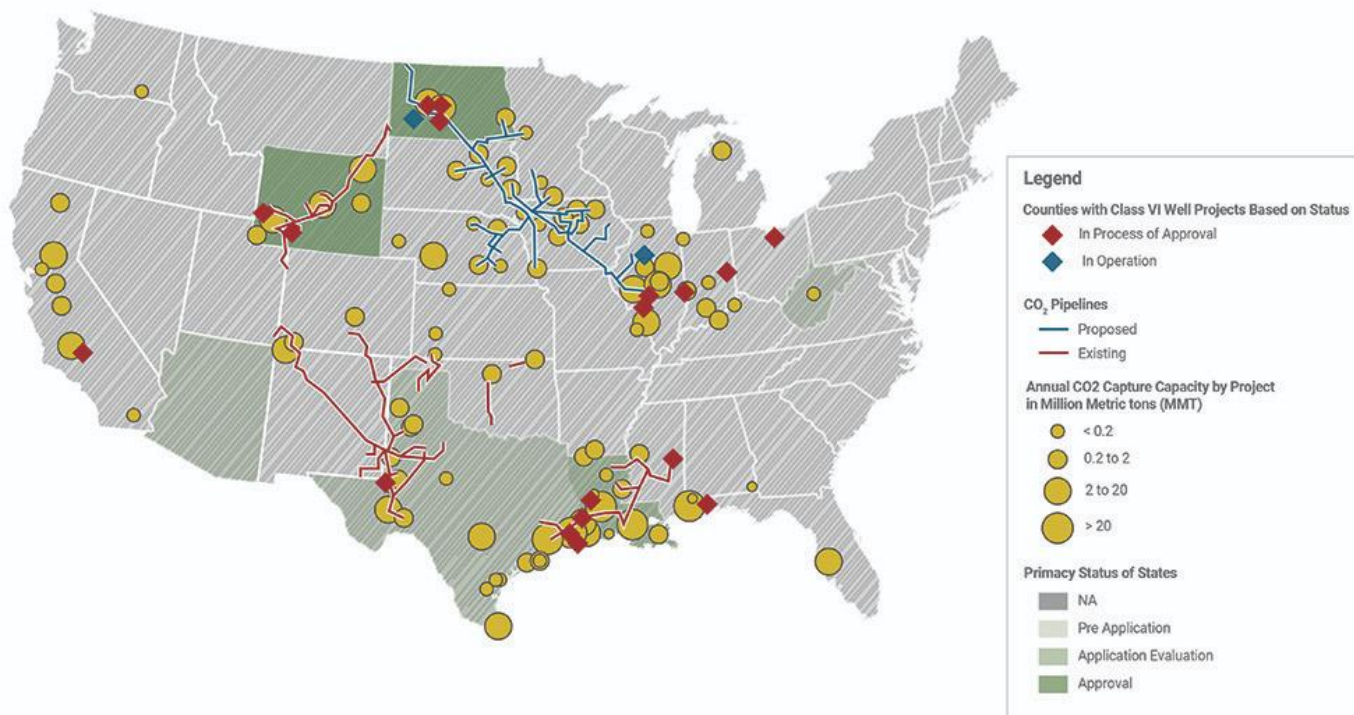 Legend
Counties with Class VI Well Projects Based on Status
In Process of Approval
In Operation
CO₂ Pipelines
Proposed
Existing
Annual CO2 Capture Capacity by Project
in Million Metric tons (MMT)
< 0.2
0.2 to 2
2 to 20
> 20
Primacy Status of States
NA
Pre Application
Application Evaluation
Approval